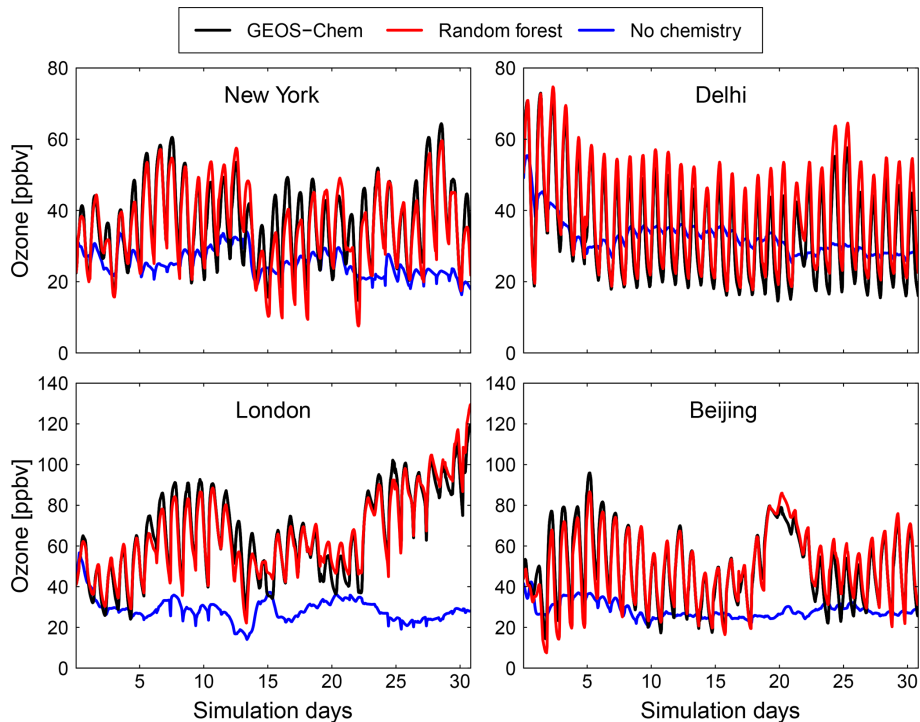 GEOS−Chem Random forest No chemistry
New York
Delhi
Ozone [ppbv]
80
60
40
20
0
80
60
40
20
0
London
Beijing
Ozone [ppbv]
140
120
100
80
60
40
20
0
140
120
100
80
60
40
20
0
5 10 15 20 25 30
5 10 15 20 25 30
Simulation days
Simulation days